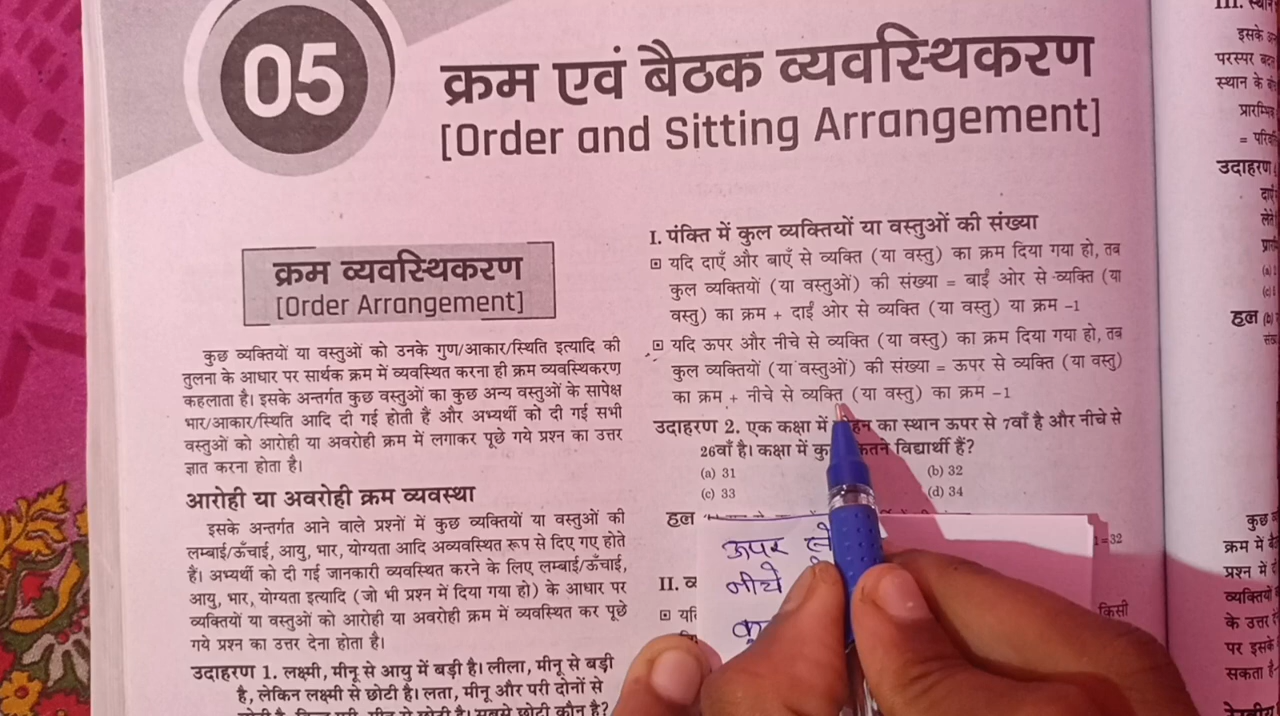 05
क्रम एवं बैठक व्यवस्थिकरण
[Order and Sitting Arrangement]
क्रम व्यवस्थिकरण
[Order Arrangement]
कुछ व्यक्तियों या वस्तुओं को उनके गुण/आकार/स्थिति इत्यादि की
तुलना के आधार पर सार्थक क्रम में व्यवस्थित करना ही क्रम व्यवस्थिकरण
कहलाता है। इसके अन्तर्गत कुछ वस्तुओं का कुछ अन्य वस्तुओं के सापेक्ष
भार/आकार/स्थिति आदि दी गई होती हैं और अभ्यर्थी को दी गई सभी
वस्तुओं को आरोही या अवरोही क्रम में लगाकर पूछे गये प्रश्न का उत्तर
ज्ञात करना होता है।
आरोही या अवरोही क्रम व्यवस्था
इसके अन्तर्गत आने वाले प्रश्नों में कुछ व्यक्तियों या वस्तुओं की
लम्बाई/ऊँचाई, आयु, भार, योग्यता आदि अव्यवस्थित रूप से दिए गए होते
हैं। अभ्यर्थी को दी गई जानकारी व्यवस्थित करने के लिए लम्बाई/ऊँचाई,
आयु, भार, योग्यता इत्यादि (जो भी प्रश्न में दिया गया हो) के आधार पर
व्यक्तियों या वस्तुओं को आरोही या अवरोही क्रम में व्यवस्थित कर पूछे
गये प्रश्न का उत्तर देना होता है।
उदाहरण 1. लक्ष्मी, मीनू से आयु में बड़ी है। लीला, मीनू से बड़ी
है, लेकिन लक्ष्मी से छोटी है। लता, मीनू और परी दोनों से
I. पंक्ति में कुल व्यक्तियों या वस्तुओं की संख्या
यदि दाएँ और बाएँ से व्यक्ति (या वस्तु) का क्रम दिया गया हो, तब
कुल व्यक्तियों (या वस्तुओं) की संख्या = बाईं ओर से व्यक्ति (या
वस्तु) का क्रम + दाईं ओर से व्यक्ति (या वस्तु) या क्रम -1
यदि ऊपर और नीचे से व्यक्ति (या वस्तु) का क्रम दिया गया हो, तब
कुल व्यक्तियों (या वस्तुओं) की संख्या = ऊपर से व्यक्ति (या वस्तु)
का क्रम + नीचे से व्यक्ति (या वस्तु) का क्रम -1
उदाहरण 2. एक कक्षा में का स्थान ऊपर से 7वाँ है और नीचे से
26वाँ है। कक्षा में विद्यार्थी हैं?
(a) 31 (b) 32
(c) 33 (d) 34
हल
=32
ऊपर
नीचे
II.
यदि
किसी
III. स्थान
इसके
परस्पर
स्थान के
= 
उदाहरण
हल
कुछ
क्रम में
प्रश्न में
व्यक्तियों
के उत्तर
पर इसके
सकता है